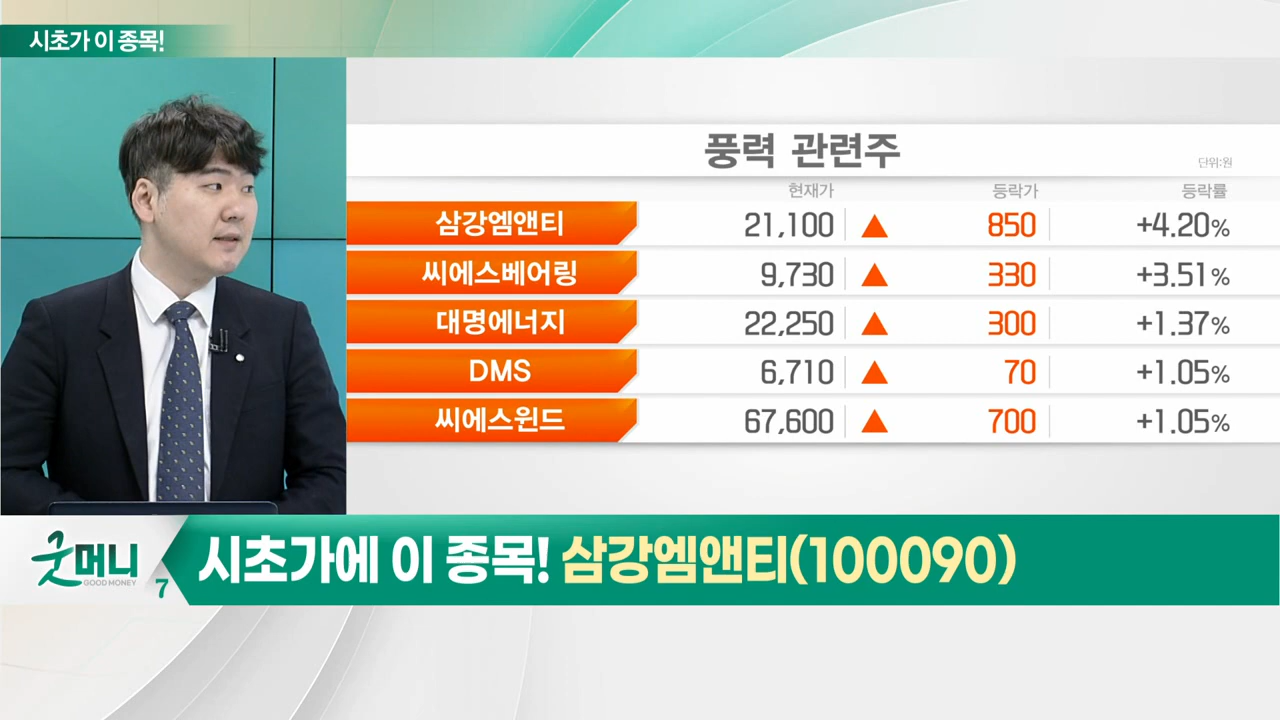 시초가 이 종목!
풍력 관련주
단위:원
현재가 등락가 등락률
삼강엠앤티 21,100 ▲ 850 +4.20%
씨에스베어링 9,730 ▲ 330 +3.51%
대명에너지 22,250 ▲ 300 +1.37%
DMS 6,710 ▲ 70 +1.05%
씨에스윈드 67,600 ▲ 700 +1.05%
굿머니 GOOD MONEY 7
시초가에 이 종목! 삼강엠앤티(100090)